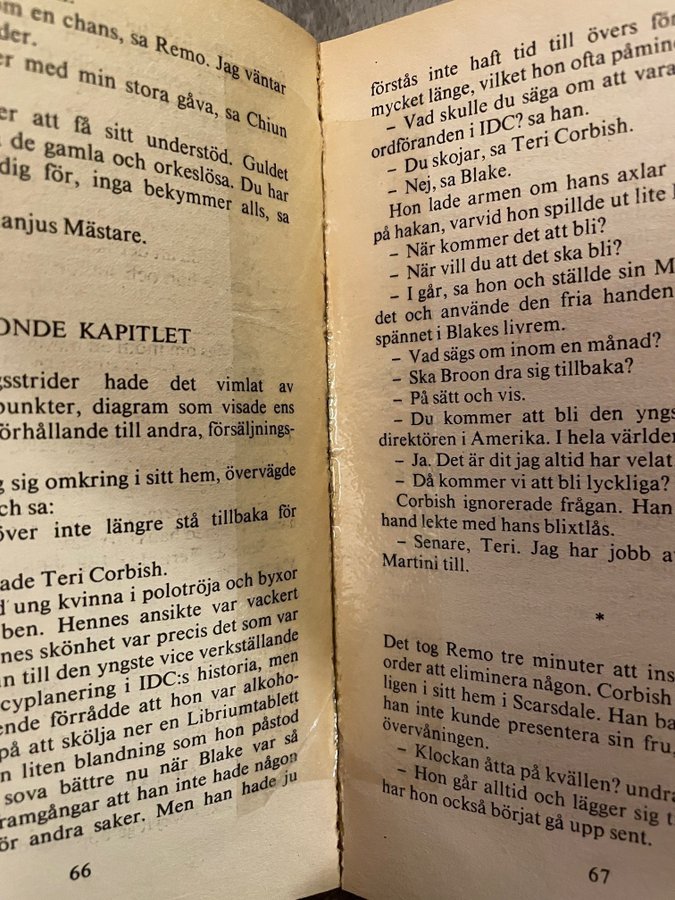 en chans, sa Remo. Jag väntar
med min stora gåva, sa Chiun
att få sitt understöd. Guldet
de gamla och orkeslösa. Du har
dig för, inga bekymmer alls, sa
anjus Mästare.
ONDE KAPITLET
gsstrider hade det vimlat av
punkter, diagram som visade ens
förhållande till andra, försäljnings-
sig omkring i sitt hem, övervägde
ch sa:
över inte längre stå tillbaka för
ade Teri Corbish.
ung kvinna i polotröja och byxor
ben. Hennes ansikte var vackert
nes skönhet var precis det som var
n till den yngste vice verkställande
cyplanering i IDC:s historia, men
ende förrådde att hon var alkoho-
på att skölja ner en Libriumtablett
n liten blandning som hon påstod
sova bättre nu när Blake var så
ramgångar att han inte hade någon
ör andra saker. Men han hade ju
66
förstås inte haft tid till övers för
mycket länge, vilket hon ofta påmin
– Vad skulle du säga om att vara
ordföranden i IDC? sa han.
– Du skojar, sa Teri Corbish.
– Nej, sa Blake.
Hon lade armen om hans axlar
på hakan, varvid hon spillde ut lite
– När kommer det att bli?
– När vill du att det ska bli?
– I går, sa hon och ställde sin M
det och använde den fria handen
spännet i Blakes livrem.
– Vad sägs om inom en månad?
– Ska Broon dra sig tillbaka?
– På sätt och vis.
– Du kommer att bli den yngs
direktören i Amerika. I hela världen
– Ja. Det är dit jag altid har velat
– Då kommer vi att bli lyckliga?
Corbish ignorerade frågan. Han
hand lekte med hans blixtlås.
– Senare, Teri. Jag har jobb a
Martini till.
*
Det tog Remo tre minuter att ins
order att eliminera någon. Corbish
ligen i sitt hem i Scarsdale. Han ba
han inte kunde presentera sin fru,
övervåningen.
– Klockan åtta på kvällen? undra
– Hon går alltid och lägger sig t
har hon också börjat gå upp sent.
67